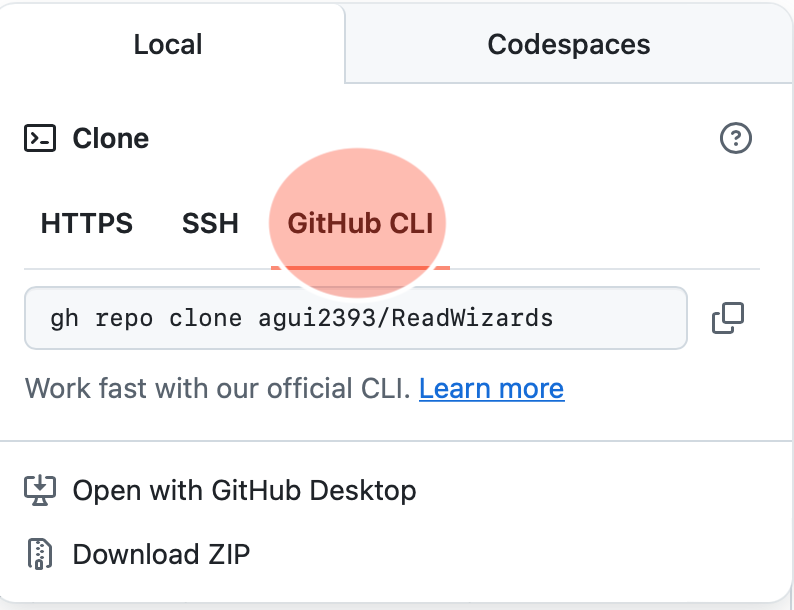 Local Codespaces
Clone
HTTPS SSH GitHub CLI
gh repo clone agui2393/ReadWizards
Work fast with our official CLI. Learn more
Open with GitHub Desktop
Download ZIP